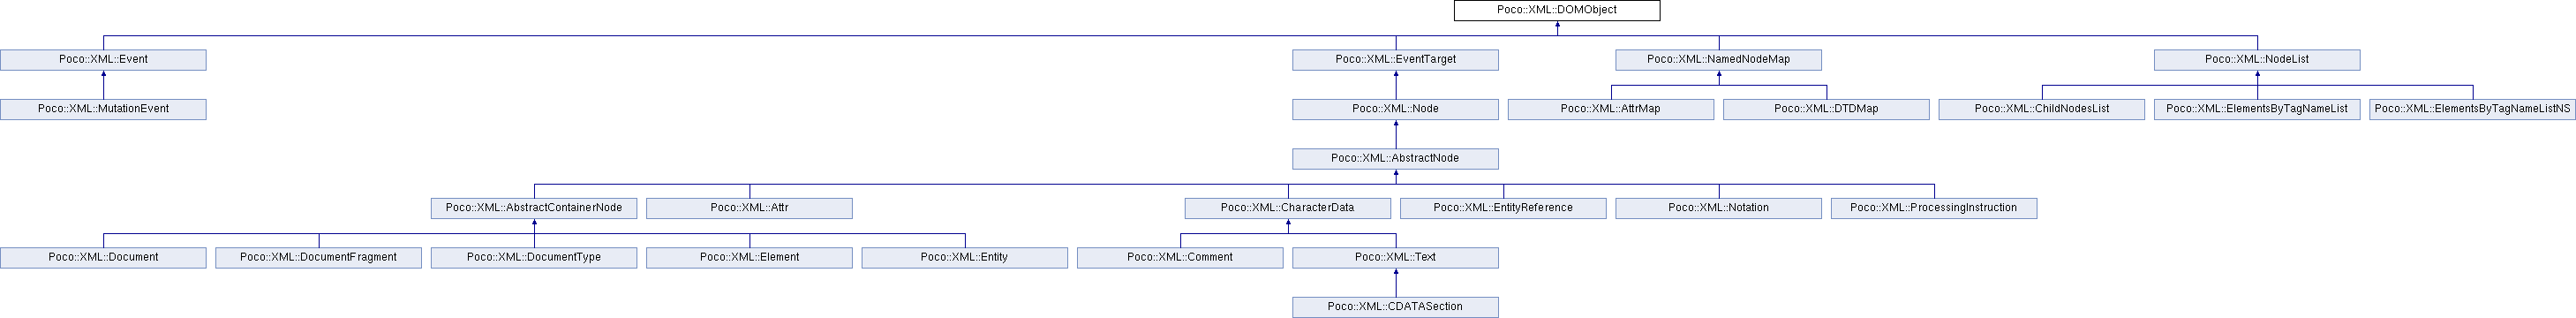 Poco::XML::DOMObject
Poco::XML::Event
Poco::XML::EventTarget
Poco::XML::NamedNodeMap
Poco::XML::NodeList
Poco::XML::MutationEvent
Poco::XML::Node
Poco::XML::AttrMap
Poco::XML::DTDMap
Poco::XML::ChildNodesList
Poco::XML::ElementsByTagNameList
Poco::XML::ElementsByTagNameListNS
Poco::XML::AbstractNode
Poco::XML::AbstractContainerNode
Poco::XML::Attr
Poco::XML::CharacterData
Poco::XML::EntityReference
Poco::XML::Notation
Poco::XML::ProcessingInstruction
Poco::XML::Document
Poco::XML::DocumentFragment
Poco::XML::DocumentType
Poco::XML::Element
Poco::XML::Entity
Poco::XML::Comment
Poco::XML::Text
Poco::XML::CDATASection